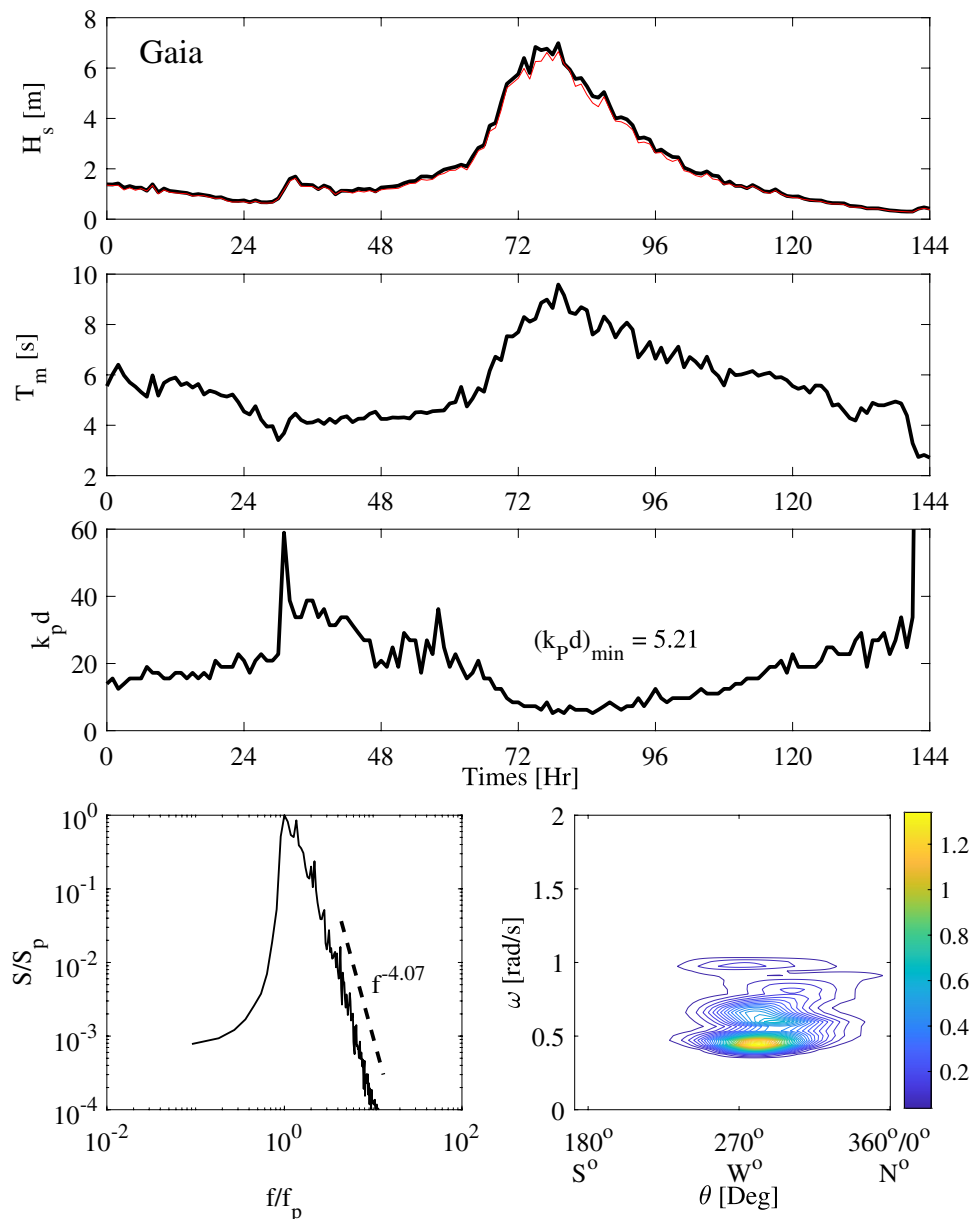 Gaia
H_s [m]
8
6
4
2
0
0 24 48 72 96 120 144
T_m [s]
10
8
6
4
2
0 24 48 72 96 120 144
k_p d
60
40
20
0
(k_P d)_min = 5.21
0 24 48 72 96 120 144
Times [Hr]
S/S_p
10^0
10^-1
10^-2
10^-3
10^-4
f^-4.07
10^-2 10^0 10^2
f/f_p
ω [rad/s]
2
1.5
1
0.5
0
180° 270° 360°/0°
S° W° N°
θ [Deg]
1.2
1
0.8
0.6
0.4
0.2